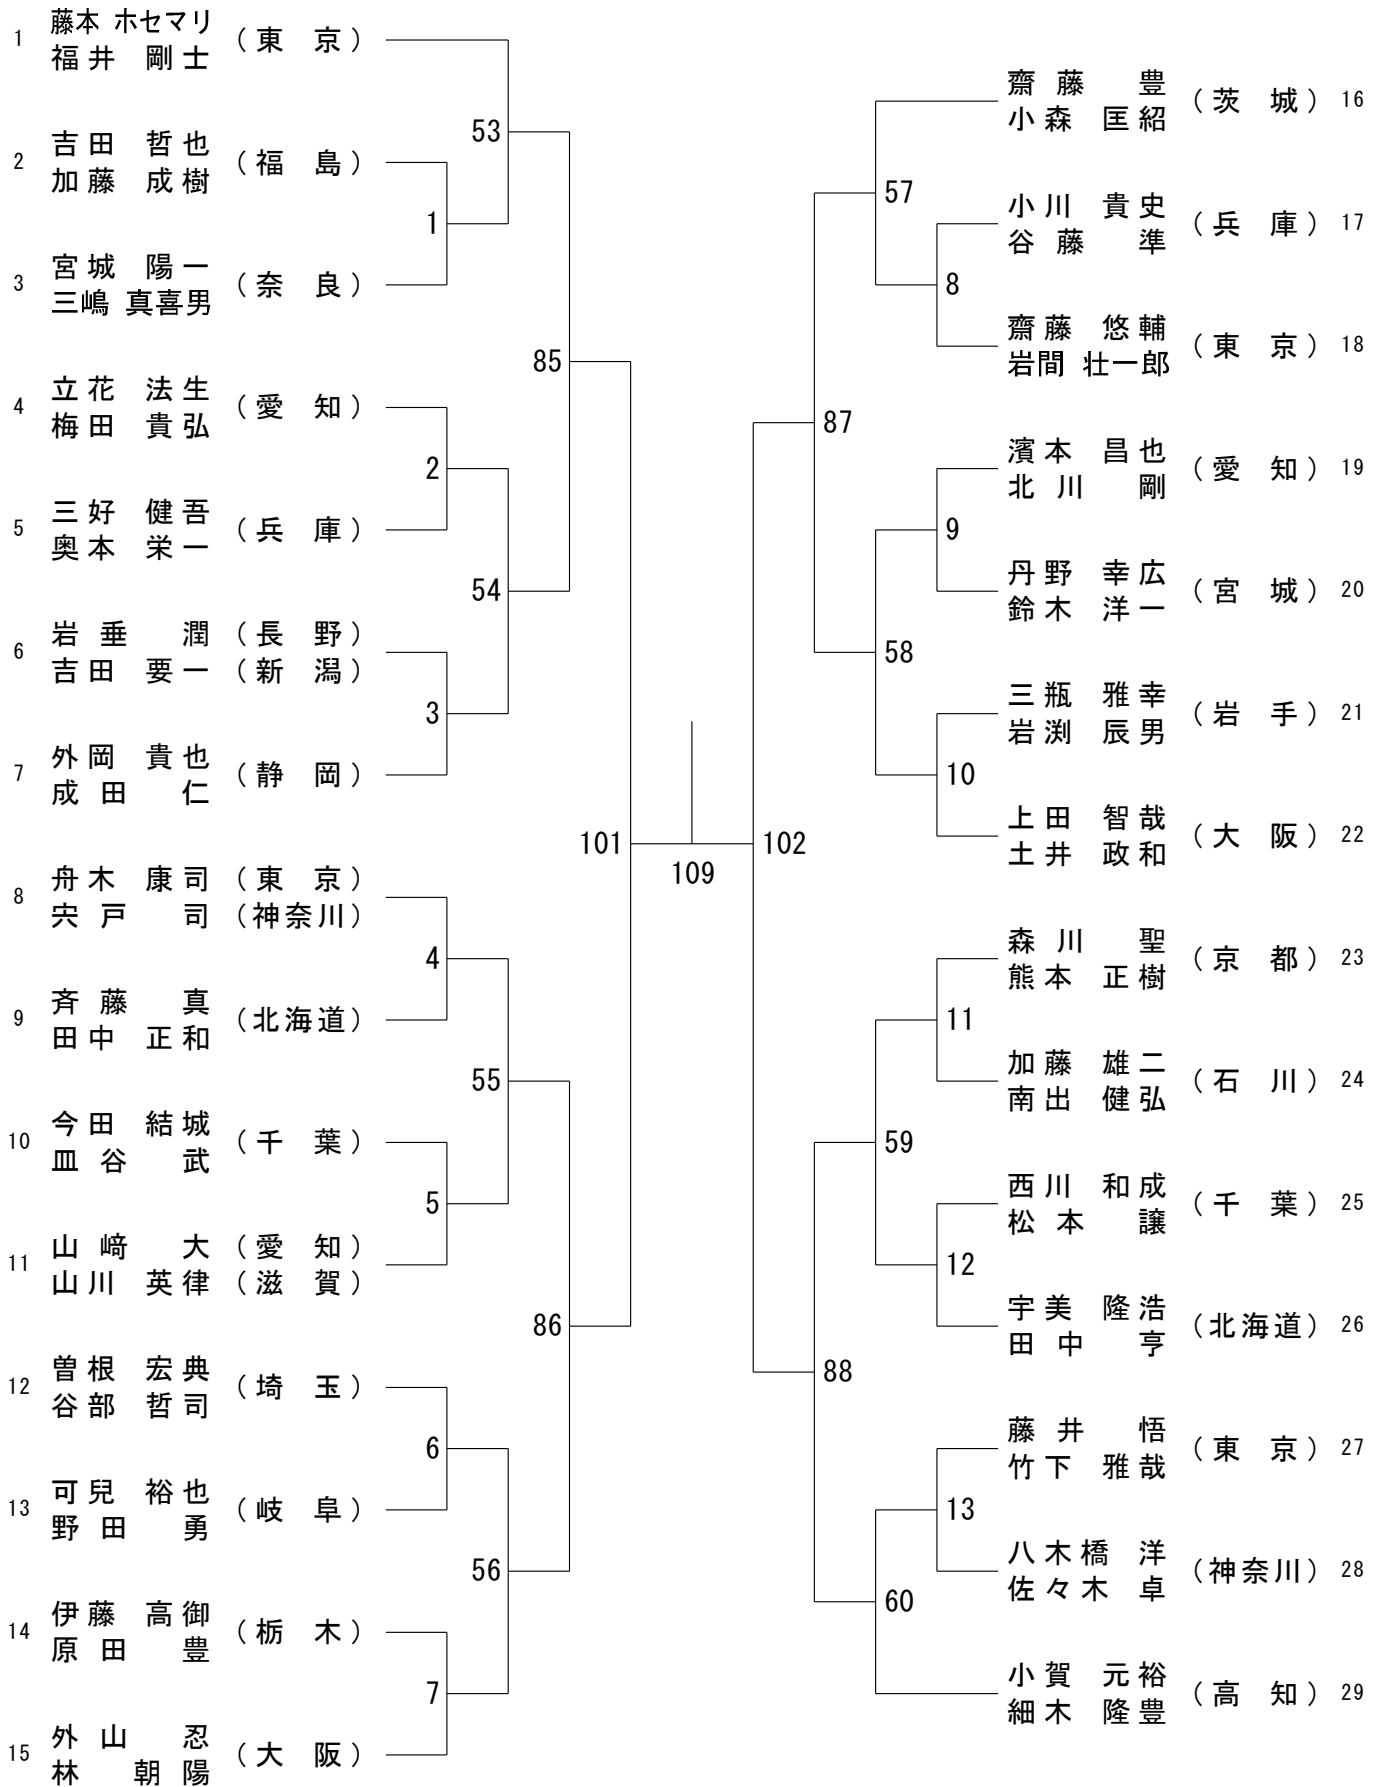 1 藤本 ホセマリ (東 京)
福井 剛士
2 吉田 哲也 (福 島)
加藤 成樹
3 宮城 陽一 (奈 良)
三嶋 真喜男
4 立花 法生 (愛 知)
梅田 貴弘
5 三好 健吾 (兵 庫)
奥本 栄一
6 岩垂 潤 (長 野)
吉田 要一 (新 潟)
7 外岡 貴也 (静 岡)
成田 仁
8 舟木 康司 (東 京)
宍戸 司 (神奈川)
9 斉藤 真 (北海道)
田中 正和
10 今田 結城 (千 葉)
皿谷 武
11 山﨑 大 (愛 知)
山川 英律 (滋 賀)
12 曽根 宏典 (埼 玉)
谷部 哲司
13 可兒 裕也 (岐 阜)
野田 勇
14 伊藤 高御 (栃 木)
原田 豊
15 外山 忍 (大 阪)
林 朝陽
1
2
3
4
5
6
7
53
54
55
56
85
86
101
109
102
87
88
57
58
59
60
8
9
10
11
12
13
齋藤 豊 (茨 城) 16
小森 匡紹
小川 貴史 (兵 庫) 17
谷藤 準
齋藤 悠輔 (東 京) 18
岩間 壮一郎
濱本 昌也 (愛 知) 19
北川 剛
丹野 幸広 (宮 城) 20
鈴木 洋一
三瓶 雅幸 (岩 手) 21
岩渕 辰男
上田 智哉 (大 阪) 22
土井 政和
森川 聖 (京 都) 23
熊本 正樹
加藤 雄二 (石 川) 24
南出 健弘
西川 和成 (千 葉) 25
松本 譲
宇美 隆浩 (北海道) 26
田中 亨
藤井 悟 (東 京) 27
竹下 雅哉
八木橋 洋 (神奈川) 28
佐々木 卓
小賀 元裕 (高 知) 29
細木 隆豊